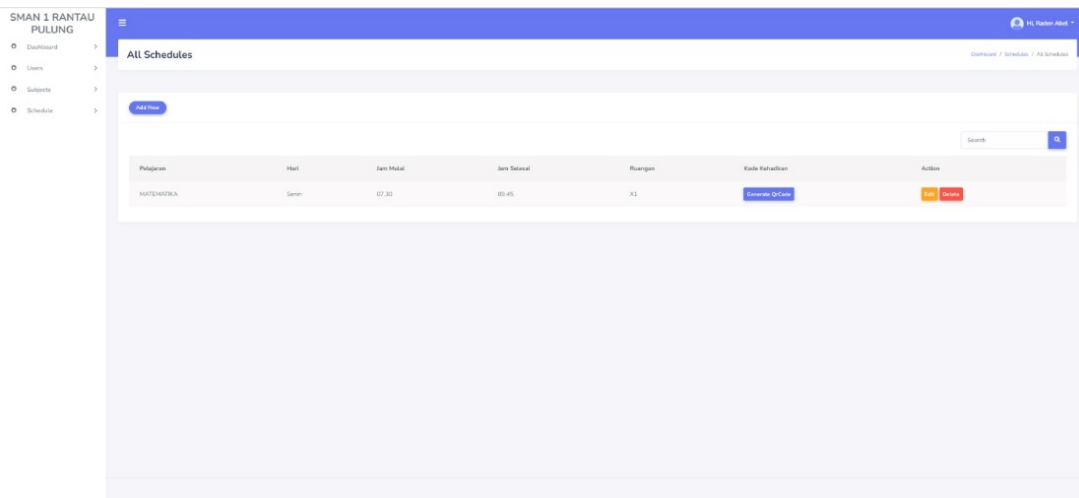 SMAN 1 RANTAU
PULUNG
Hi, Raden Abel
Dashboard
Users
Subjects
Schedule
All Schedules
Dashboard / Schedules / All Schedules
Add New
Search
Pelajaran Hari Jam Mulai Jam Selesai Ruangan Kode Kehadiran Action
MATEMATIKA Senin 07.30 09.45 X1 Generate QrCode Edit Delete